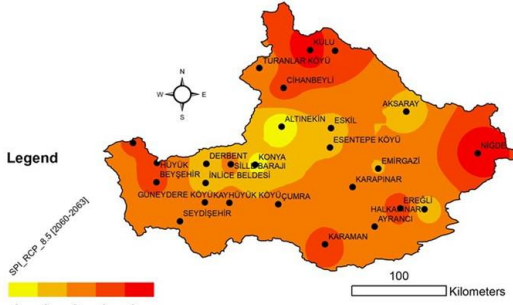 KULU
TURANLAR KÖYÜ
CİHANBEYLİ
N
W E
S
AKSARAY
ALTINEKİN
ESKİL
ESENTEPE KÖYÜ
NİĞDE
Legend
DERBENT
KONYA
HÜYÜK
SİLLE BARAJI
EMİRGAZİ
BEYŞEHİR
İNLİCE BELDESİ
KARAPINAR
GÜNEYDERE KÖYÜ
KAYHÜYÜK KÖYÜ
ÇUMRA
EREĞLİ
HALKAPINAR
SEYDİŞEHİR
AYRANCI
KARAMAN
SPI_RCP_8.5 [2060-2063]
100
Kilometers